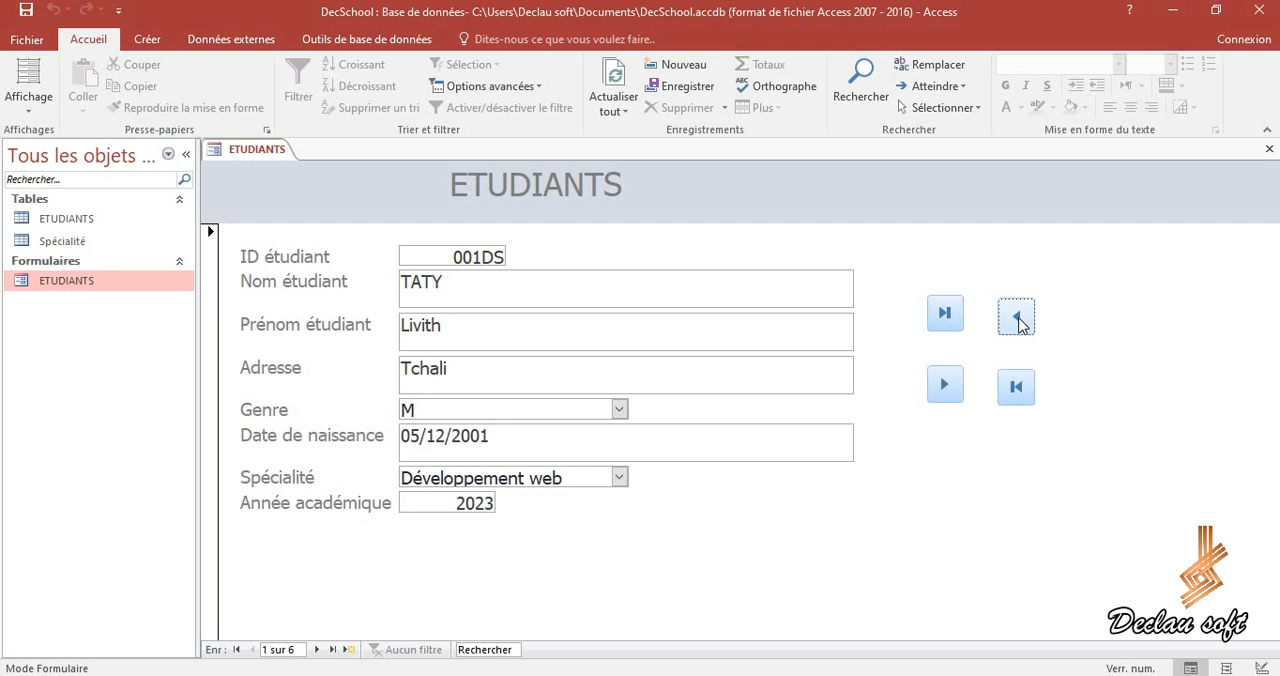 DecSchool : Base de données- C:\Users\Declau soft\Documents\DecSchool.accdb (format de fichier Access 2007 - 2016) - Access
Fichier Accueil Créer Données externes Outils de base de données Dites-nous ce que vous voulez faire.. Connexion
Affichage
Affichages
Coller
Couper
Copier
Reproduire la mise en forme
Presse-papiers
Filtrer
Croissant
Décroissant
Supprimer un tri
Sélection
Options avancées
Activer/désactiver le filtre
Trier et filtrer
Actualiser
tout
Nouveau
Enregistrer
Supprimer
Totaux
Orthographe
Plus
Enregistrements
Rechercher
Remplacer
Atteindre
Sélectionner
Rechercher
G I S
A
Mise en forme du texte
Tous les objets ...
Rechercher...
Tables
ETUDIANTS
Spécialité
Formulaires
ETUDIANTS
ETUDIANTS
ETUDIANTS
ID étudiant 001DS
Nom étudiant TATY
Prénom étudiant Livith
Adresse Tchali
Genre M
Date de naissance 05/12/2001
Spécialité Développement web
Année académique 2023
Declau soft
Enr : 1 sur 6 Aucun filtre Rechercher
Mode Formulaire Verr. num.